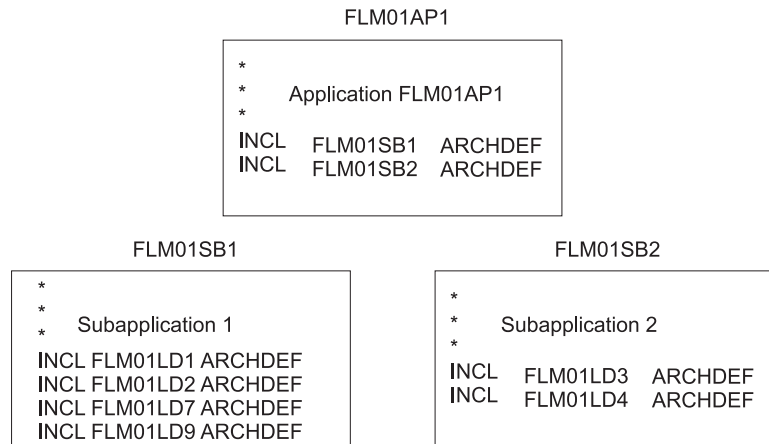 FLM01AP1
*
* Application FLM01AP1
*
INCL FLM01SB1 ARCHDEF
INCL FLM01SB2 ARCHDEF
FLM01SB1
*
*
* Subapplication 1
INCL FLM01LD1 ARCHDEF
INCL FLM01LD2 ARCHDEF
INCL FLM01LD7 ARCHDEF
INCL FLM01LD9 ARCHDEF
FLM01SB2
*
* Subapplication 2
*
INCL FLM01LD3 ARCHDEF
INCL FLM01LD4 ARCHDEF